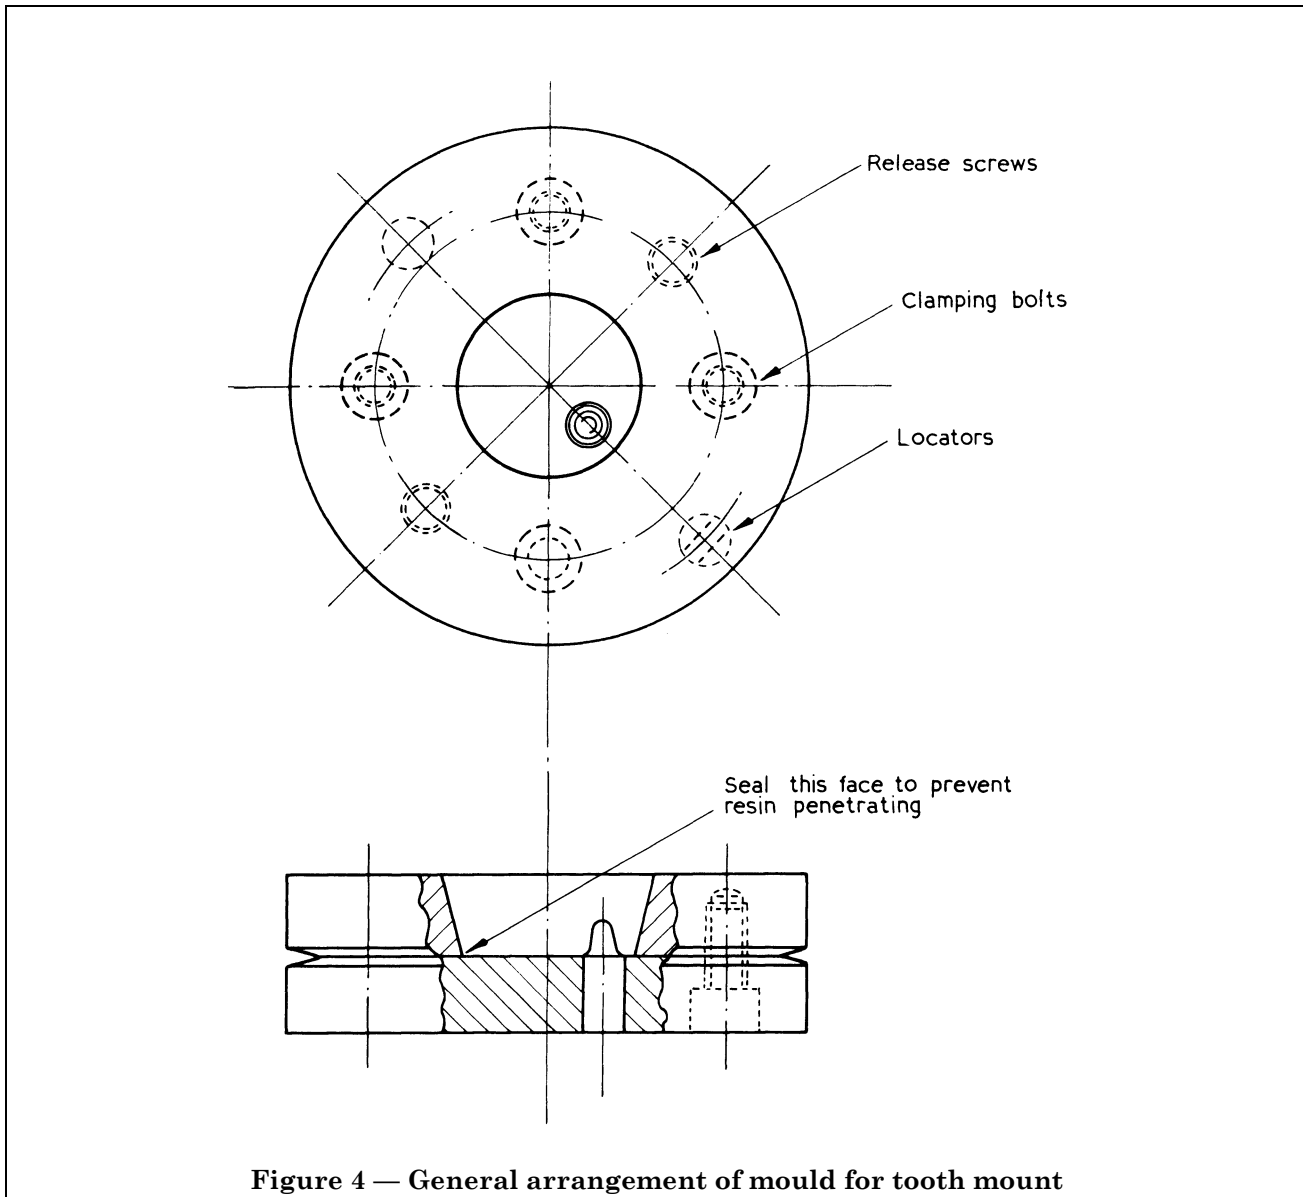 Release screws
Clamping bolts
Locators
Seal this face to prevent
resin penetrating
Figure 4 — General arrangement of mould for tooth mount